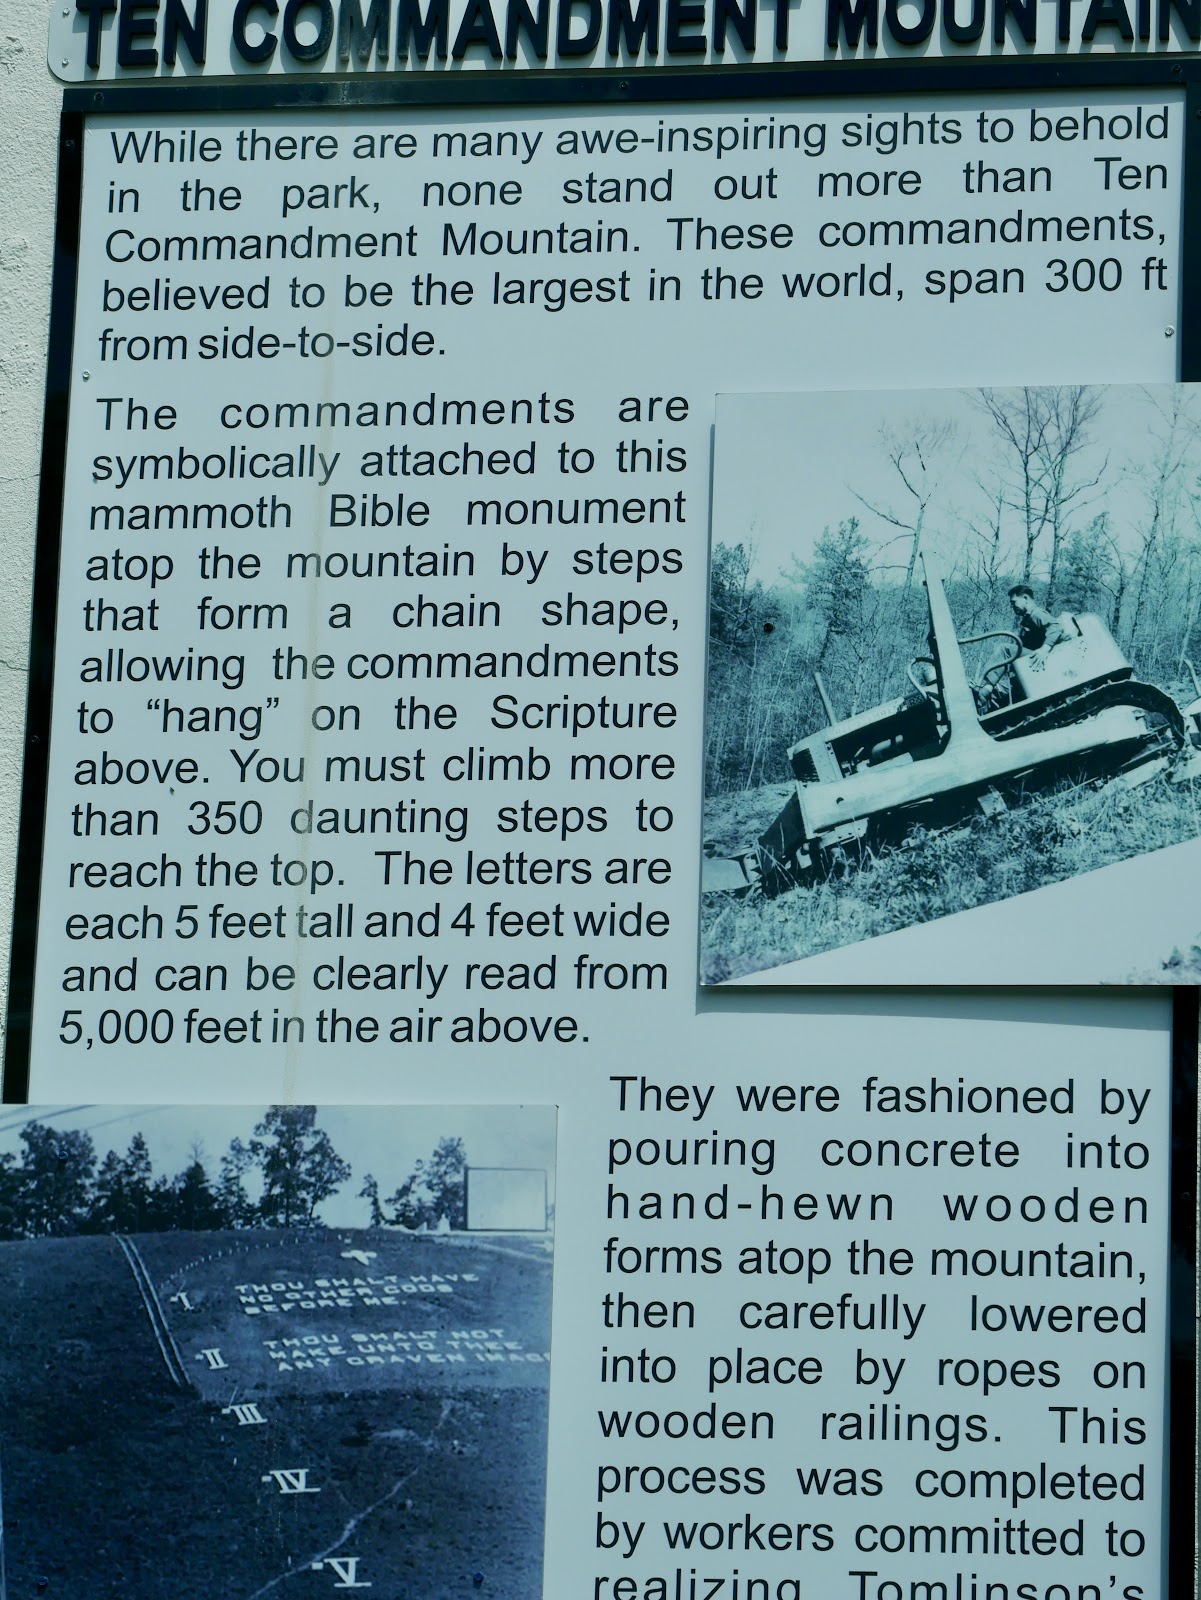 TEN COMMANDMENT MOUNTAIN
While there are many awe-inspiring sights to behold
in the park, none stand out more than Ten
Commandment Mountain. These commandments,
believed to be the largest in the world, span 300 ft
from side-to-side.
The commandments are
symbolically attached to this
mammoth Bible monument
atop the mountain by steps
that form a chain shape,
allowing the commandments
to “hang” on the Scripture
above. You must climb more
than 350 daunting steps to
reach the top. The letters are
each 5 feet tall and 4 feet wide
and can be clearly read from
5,000 feet in the air above.
They were fashioned by
pouring concrete into
hand-hewn wooden
forms atop the mountain,
then carefully lowered
into place by ropes on
wooden railings. This
process was completed
by workers committed to
realizing Tomlinson's
I
THOU SHALT HAVE
NO OTHER GODS
BEFORE ME.
II
THOU SHALT NOT
MAKE UNTO THEE
ANY GRAVEN IMAG
III
IV
V